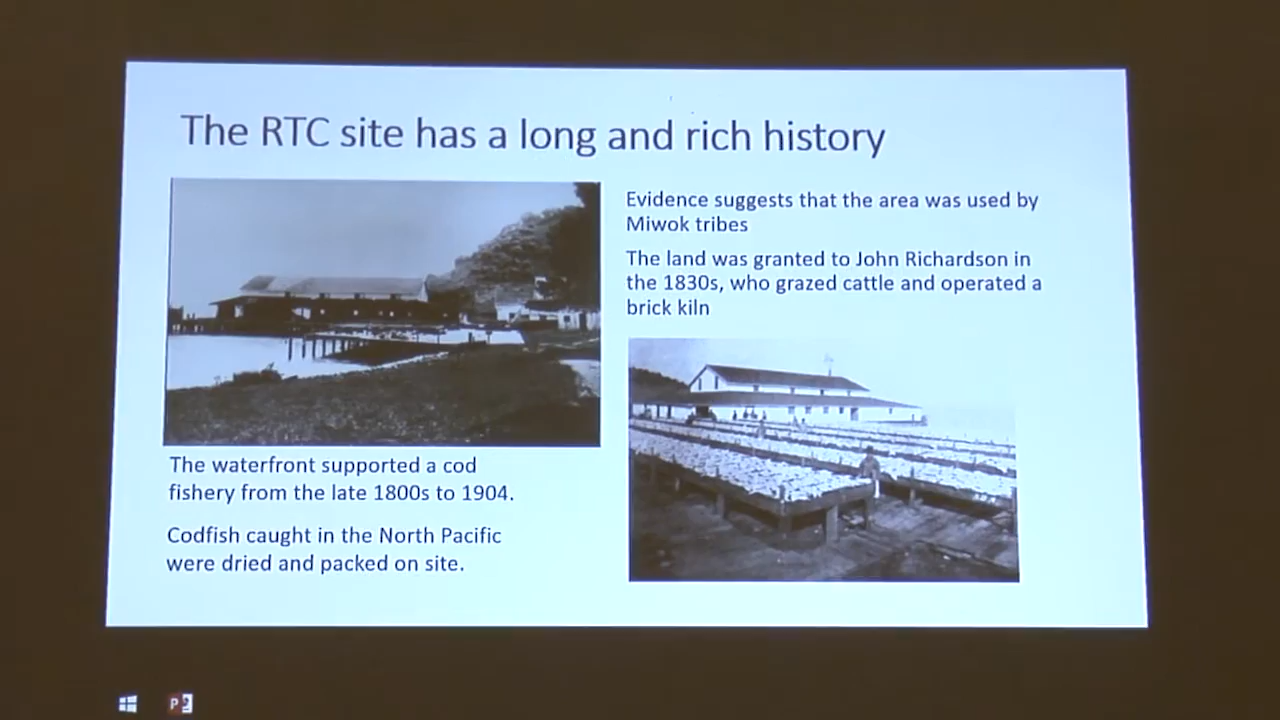 The RTC site has a long and rich history
Evidence suggests that the area was used by
Miwok tribes
The land was granted to John Richardson in
the 1830s, who grazed cattle and operated a
brick kiln
The waterfront supported a cod
fishery from the late 1800s to 1904.
Codfish caught in the North Pacific
were dried and packed on site.
P